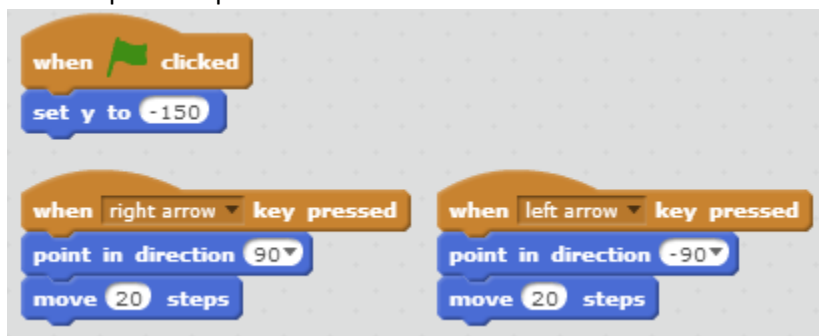 when clicked
set y to -150
when right arrow key pressed
point in direction 90
move 20 steps
when left arrow key pressed
point in direction -90
move 20 steps